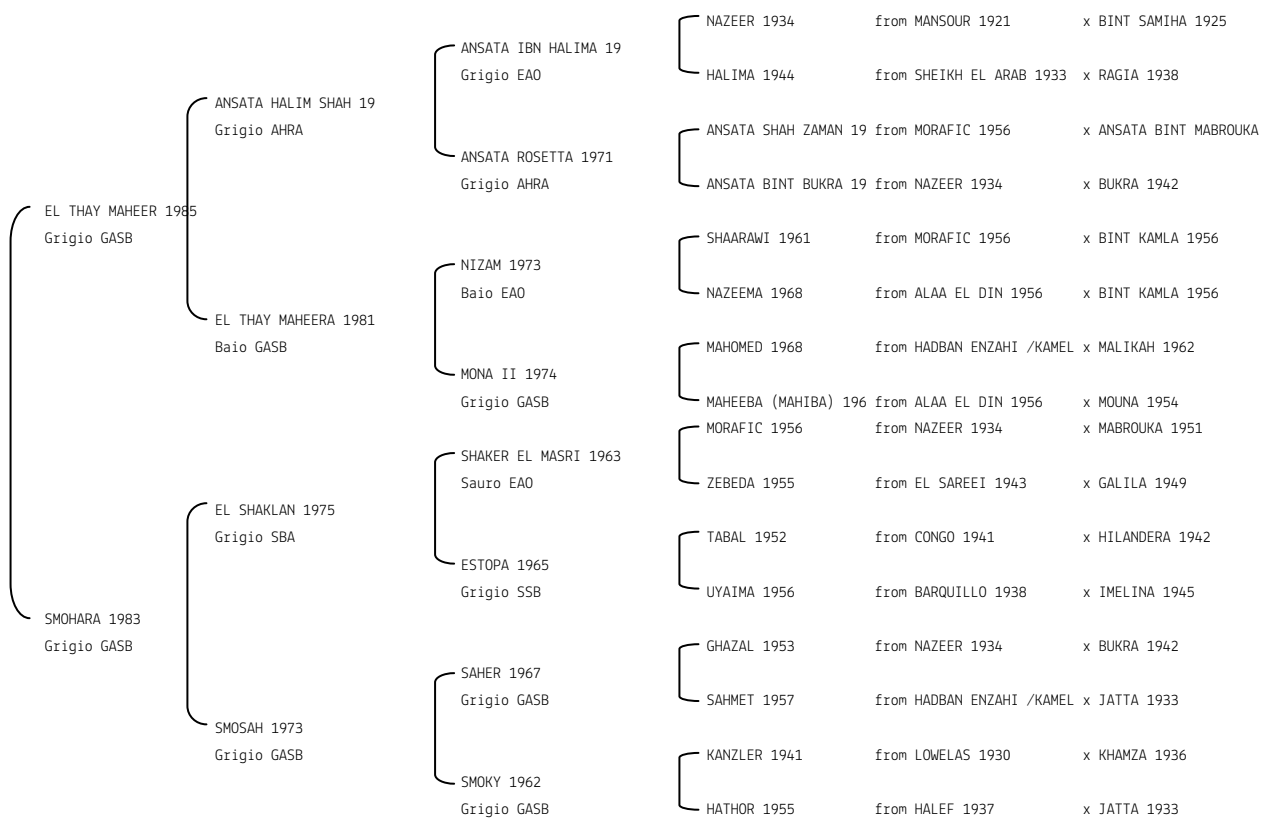 NAZEER 1934 from MANSOUR 1921 x BINT SAMIHA 1925
ANSATA IBN HALIMA 19
Grigio EAO
HALIMA 1944 from SHEIKH EL ARAB 1933 x RAGIA 1938
ANSATA HALIM SHAH 19
Grigio AHRA
ANSATA SHAH ZAMAN 19 from MORAFIC 1956 x ANSATA BINT MABROUKA
ANSATA ROSETTA 1971
Grigio AHRA
ANSATA BINT BUKRA 19 from NAZEER 1934 x BUKRA 1942
EL THAY MAHEER 1985
Grigio GASB
SHAARAWI 1961 from MORAFIC 1956 x BINT KAMLA 1956
NIZAM 1973
Baio EAO
NAZEEMA 1968 from ALAA EL DIN 1956 x BINT KAMLA 1956
EL THAY MAHEERA 1981
Baio GASB
MAHOMED 1968 from HADBAN ENZAHI /KAMEL x MALIKAH 1962
MONA II 1974
Grigio GASB
MAHEEBA (MAHIBA) 196 from ALAA EL DIN 1956 x MOUNA 1954
MORAFIC 1956 from NAZEER 1934 x MABROUKA 1951
SHAKER EL MASRI 1963
Sauro EAO
ZEBEDA 1955 from EL SAREEI 1943 x GALILA 1949
EL SHAKLAN 1975
Grigio SBA
TABAL 1952 from CONGO 1941 x HILANDERA 1942
ESTOPA 1965
Grigio SSB
UYAIMA 1956 from BARQUILLO 1938 x IMELINA 1945
SMOHARA 1983
Grigio GASB
GHAZAL 1953 from NAZEER 1934 x BUKRA 1942
SAHER 1967
Grigio GASB
SAHMET 1957 from HADBAN ENZAHI /KAMEL x JATTA 1933
SMOSAH 1973
Grigio GASB
KANZLER 1941 from LOWELAS 1930 x KHAMZA 1936
SMOKY 1962
Grigio GASB
HATHOR 1955 from HALEF 1937 x JATTA 1933